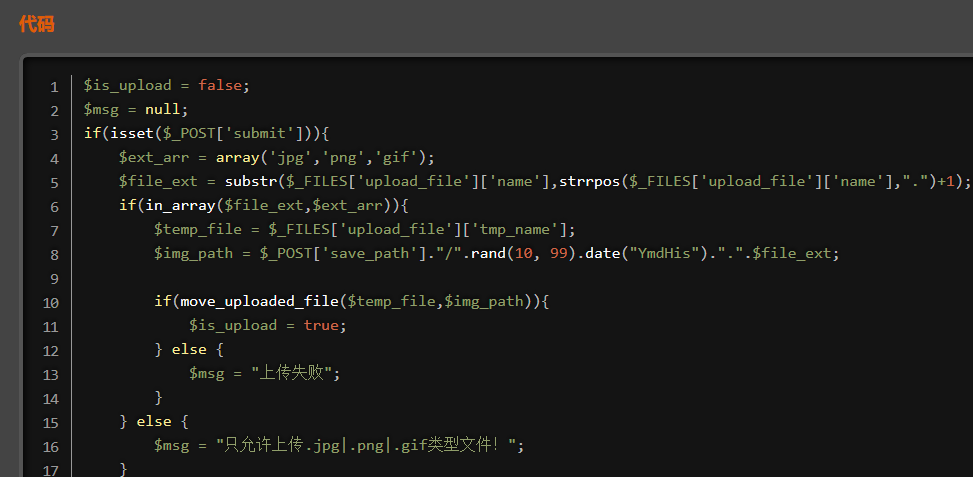 代码
1 $is_upload = false;
2 $msg = null;
3 if(isset($_POST['submit'])){
4     $ext_arr = array('jpg','png','gif');
5     $file_ext = substr($_FILES['upload_file']['name'],strrpos($_FILES['upload_file']['name'],".")+1);
6     if(in_array($file_ext,$ext_arr)){
7         $temp_file = $_FILES['upload_file']['tmp_name'];
8         $img_path = $_POST['save_path']."/".rand(10, 99).date("YmdHis").".".$file_ext;
9
10         if(move_uploaded_file($temp_file,$img_path)){
11             $is_upload = true;
12         } else {
13             $msg = "上传失败";
14         }
15     } else {
16         $msg = "只允许上传.jpg|.png|.gif类型文件！";
17     }